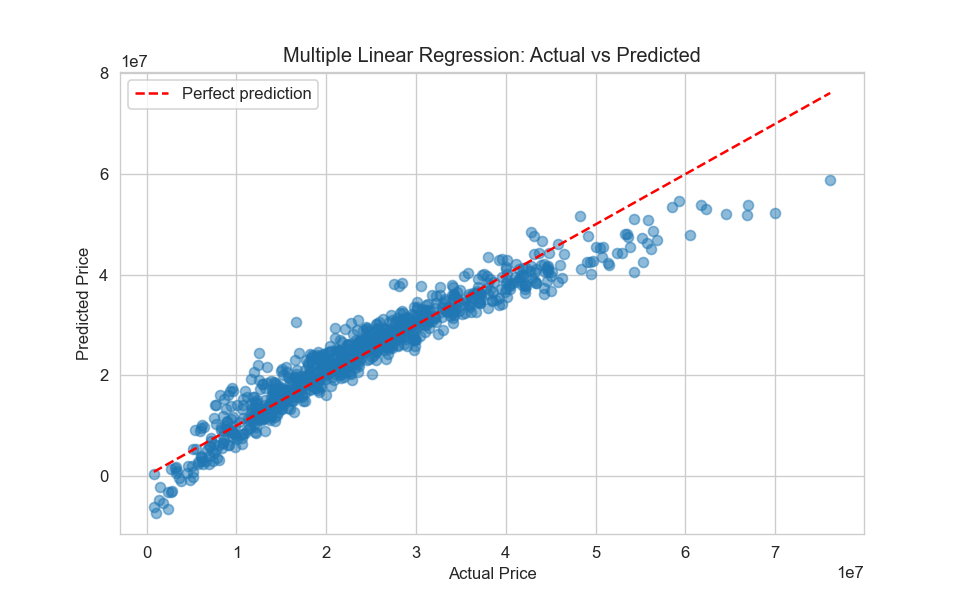 Multiple Linear Regression: Actual vs Predicted
1e7
Perfect prediction
8
6
4
2
0
Predicted Price
0 1 2 3 4 5 6 7
Actual Price
1e7